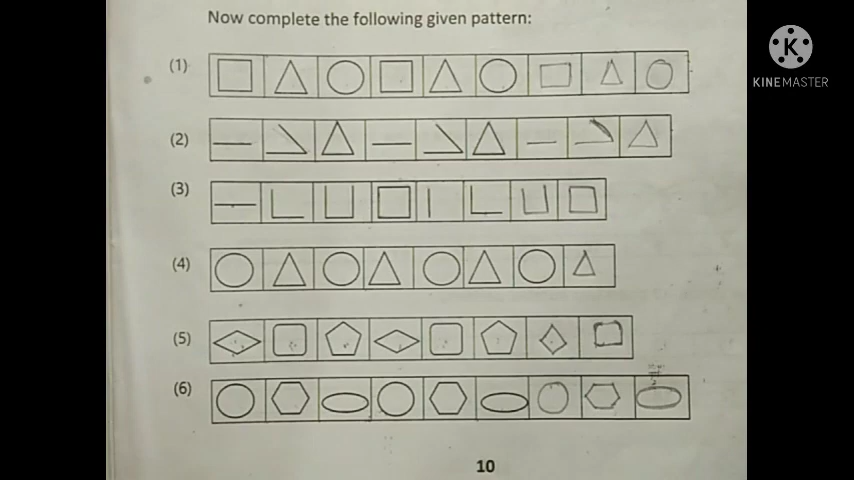 Now complete the following given pattern:
K
KINEMASTER
(1)
(2)
(3)
(4)
(5)
(6)
10